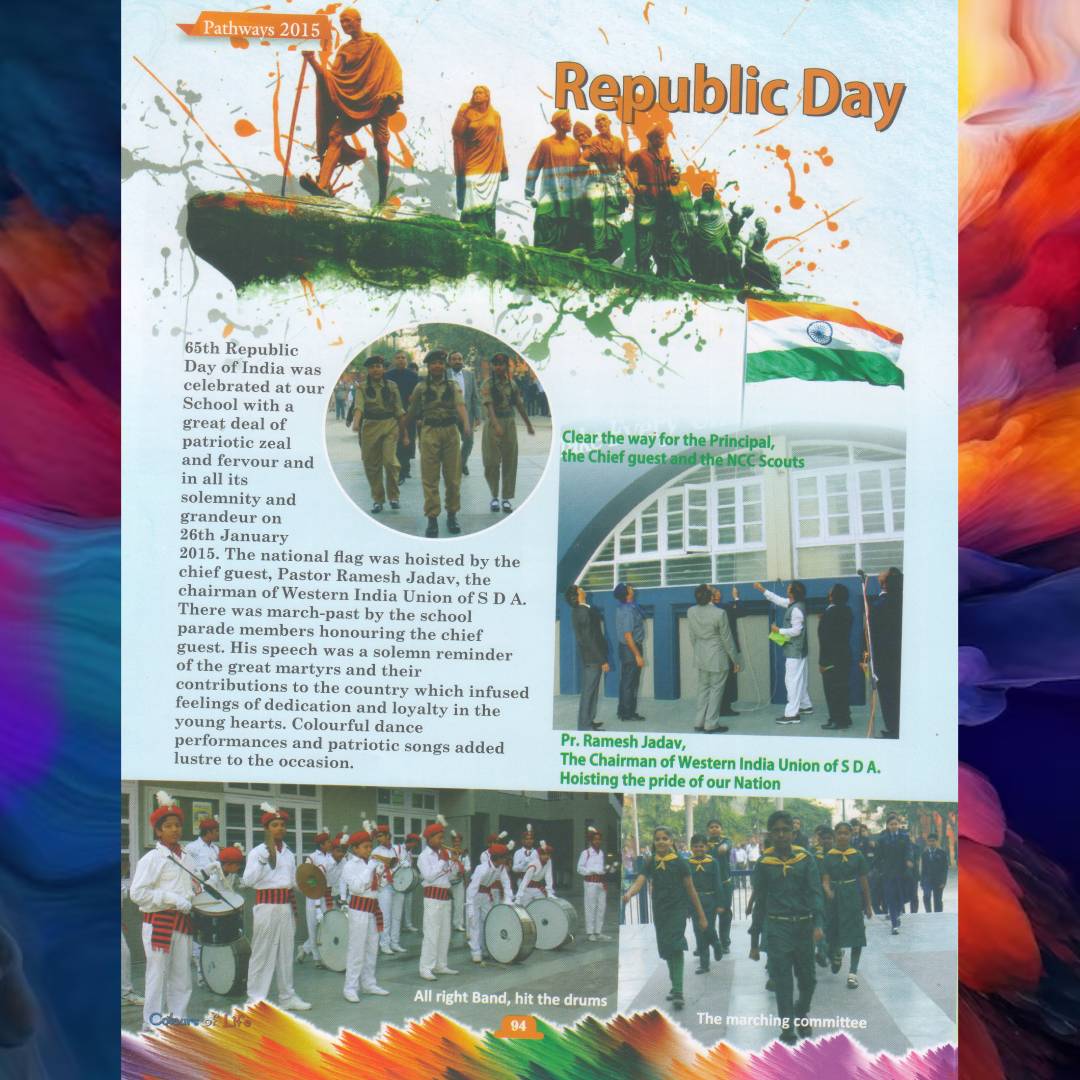 Pathways 2015
Republic Day
65th Republic
Day of India was
celebrated at our
School with a
great deal of
patriotic zeal
and fervour and
in all its
solemnity and
grandeur on
26th January
2015. The national flag was hoisted by the
chief guest, Pastor Ramesh Jadav, the
chairman of Western India Union of S D A.
There was march-past by the school
parade members honouring the chief
guest. His speech was a solemn reminder
of the great martyrs and their
contributions to the country which infused
feelings of dedication and loyalty in the
young hearts. Colourful dance
performances and patriotic songs added
lustre to the occasion.
Clear the way for the Principal,
the Chief guest and the NCC Scouts
Pr. Ramesh Jadav,
The Chairman of Western India Union of S D A.
Hoisting the pride of our Nation
All right Band, hit the drums
The marching committee
Colours of Life
94